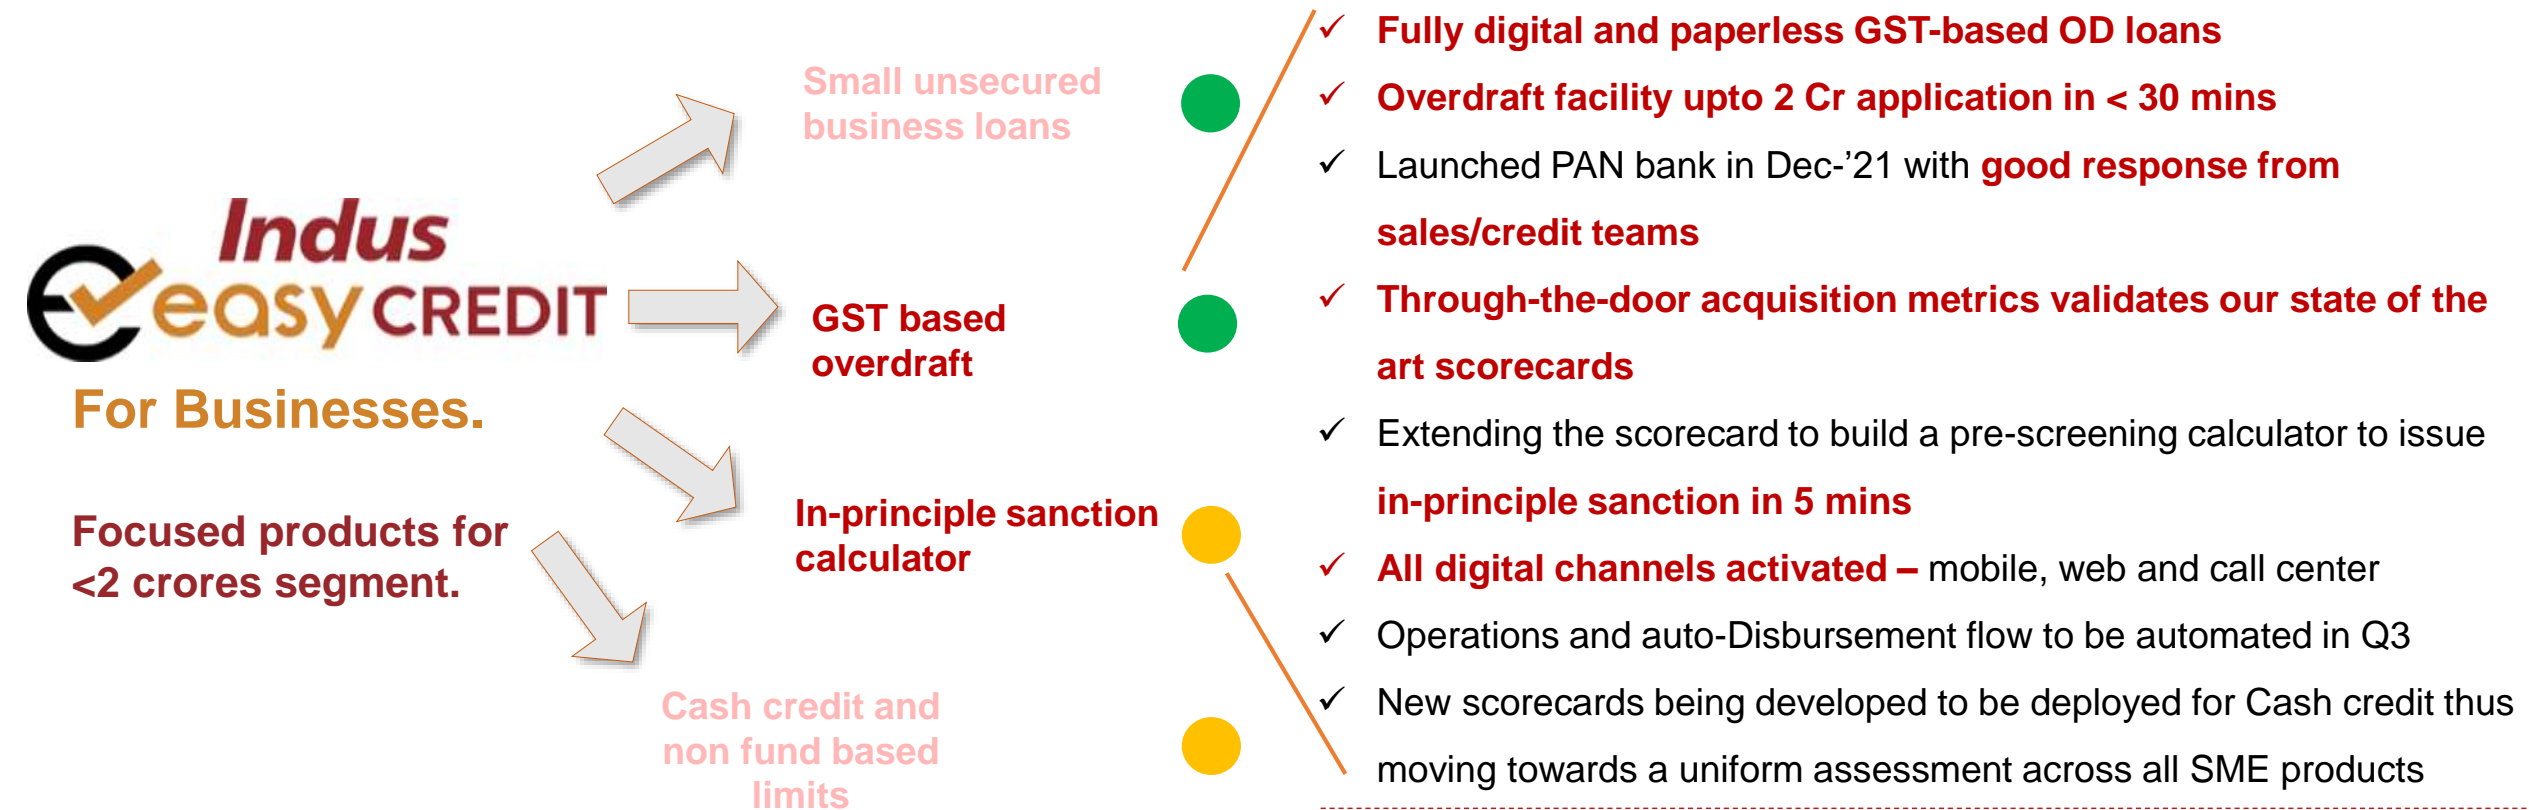 Indus
easy CREDIT
For Businesses.
Focused products for
<2 crores segment.
Small unsecured
business loans
GST based
overdraft
In-principle sanction
calculator
Cash credit and
non fund based
limits
✓ Fully digital and paperless GST-based OD loans
✓ Overdraft facility upto 2 Cr application in < 30 mins
✓ Launched PAN bank in Dec-’21 with good response from
sales/credit teams
✓ Through-the-door acquisition metrics validates our state of the
art scorecards
✓ Extending the scorecard to build a pre-screening calculator to issue
in-principle sanction in 5 mins
✓ All digital channels activated – mobile, web and call center
✓ Operations and auto-Disbursement flow to be automated in Q3
✓ New scorecards being developed to be deployed for Cash credit thus
moving towards a uniform assessment across all SME products